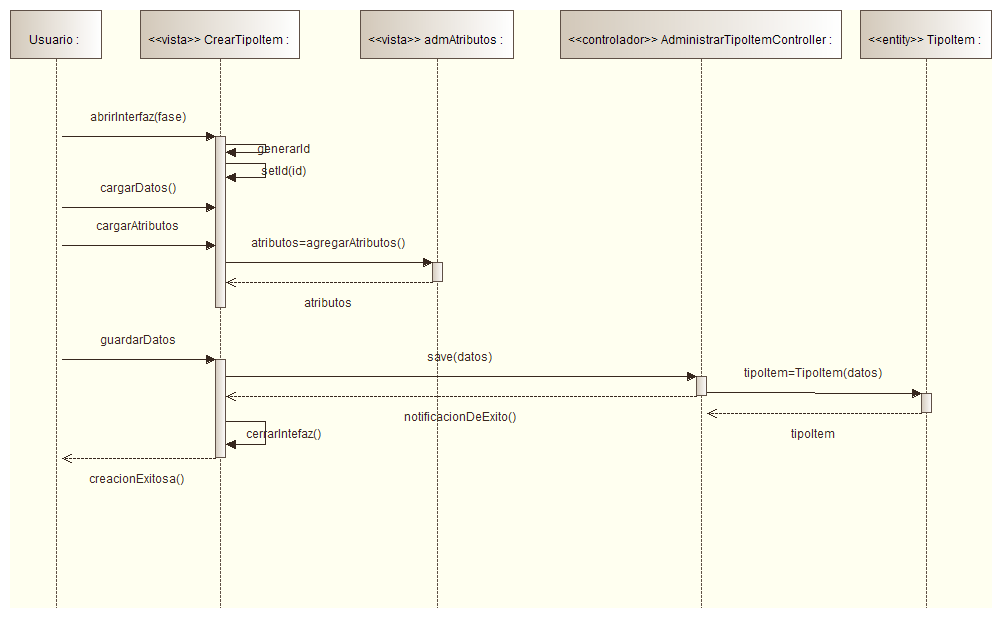 Usuario :
<<vista>> CrearTipoItem :
<<vista>> admAtributos :
<<controlador>> AdministrarTipoItemController :
<<entity>> TipoItem :
abrirInterfaz(fase)
generarId
setId(id)
cargarDatos()
cargarAtributos
atributos=agregarAtributos()
atributos
guardarDatos
save(datos)
tipoItem=TipoItem(datos)
notificacionDeExito()
tipoItem
cerrarIntefaz()
creacionExitosa()